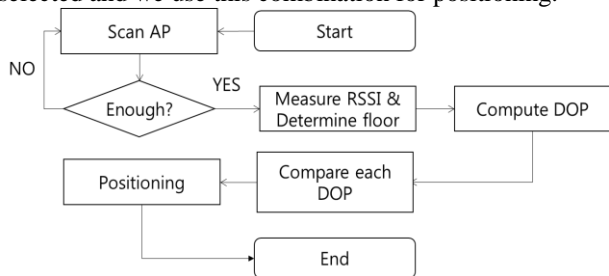 selected and we use this combination for positioning.
Scan AP
Start
NO
YES
Enough?
Measure RSSI &
Determine floor
Compute DOP
Positioning
Compare each
DOP
End